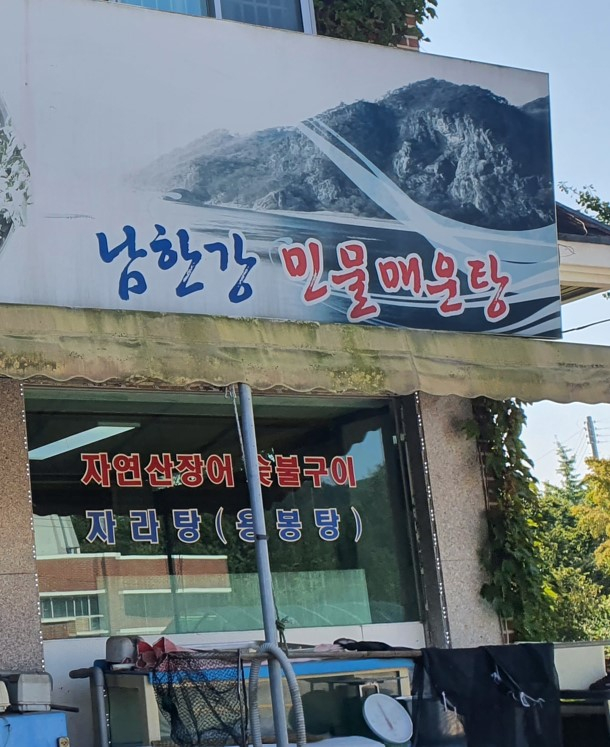 남한강 민물매운탕
자연산장어 숯불구이
자라탕(용봉탕)